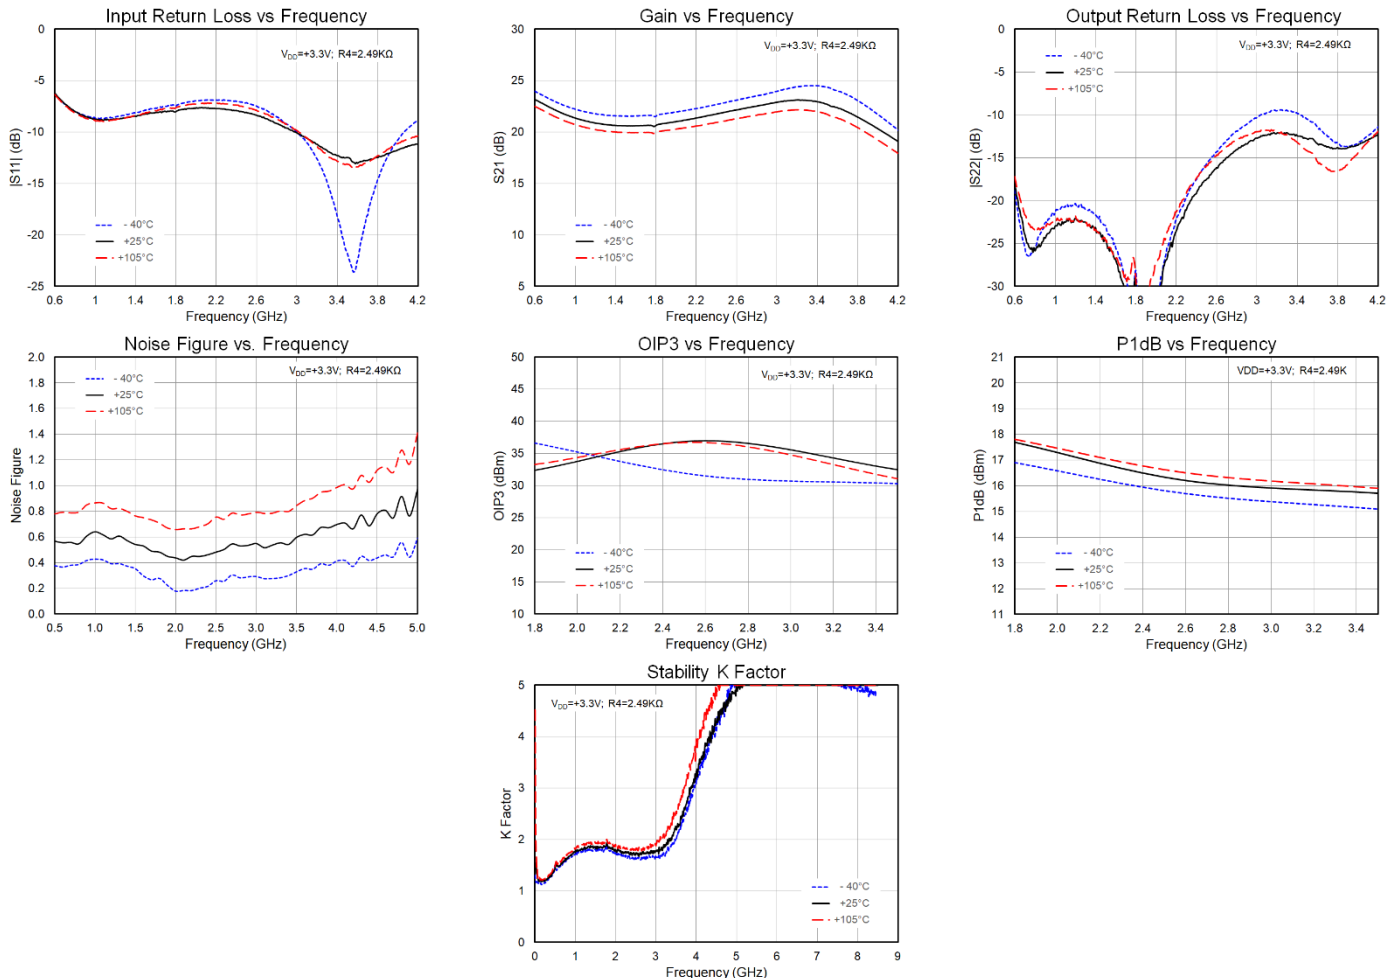 Input Return Loss vs Frequency
0
-5
-10
-15
-20
-25
|S11| (dB)
V_DD=+3.3V; R4=2.49KΩ
- 40°C
+25°C
+105°C
0.6 1 1.4 1.8 2.2 2.6 3 3.4 3.8 4.2
Frequency (GHz)
Gain vs Frequency
30
25
20
15
10
5
S21 (dB)
V_DD=+3.3V; R4=2.49KΩ
- 40°C
+25°C
+105°C
0.6 1 1.4 1.8 2.2 2.6 3 3.4 3.8 4.2
Frequency (GHz)
Output Return Loss vs Frequency
0
-5
-10
-15
-20
-25
-30
|S22| (dB)
V_DD=+3.3V; R4=2.49KΩ
- 40°C
+25°C
+105°C
0.6 1 1.4 1.8 2.2 2.6 3 3.4 3.8 4.2
Frequency (GHz)
Noise Figure vs. Frequency
2.0
1.8
1.6
1.4
1.2
1.0
0.8
0.6
0.4
0.2
0.0
Noise Figure
V_DD=+3.3V; R4=2.49KΩ
- 40°C
+25°C
+105°C
0.5 1.0 1.5 2.0 2.5 3.0 3.5 4.0 4.5 5.0
Frequency (GHz)
OIP3 vs Frequency
50
45
40
35
30
25
20
15
10
OIP3 (dBm)
V_DD=+3.3V; R4=2.49KΩ
- 40°C
+25°C
+105°C
1.8 2.0 2.2 2.4 2.6 2.8 3.0 3.2 3.4
Frequency (GHz)
P1dB vs Frequency
21
20
19
18
17
16
15
14
13
12
11
P1dB (dBm)
VDD=+3.3V; R4=2.49K
- 40°C
+25°C
+105°C
1.8 2.0 2.2 2.4 2.6 2.8 3.0 3.2 3.4
Frequency (GHz)
Stability K Factor
5
4
3
2
1
0
K Factor
V_DD=+3.3V; R4=2.49KΩ
- 40°C
+25°C
+105°C
0 1 2 3 4 5 6 7 8 9
Frequency (GHz)